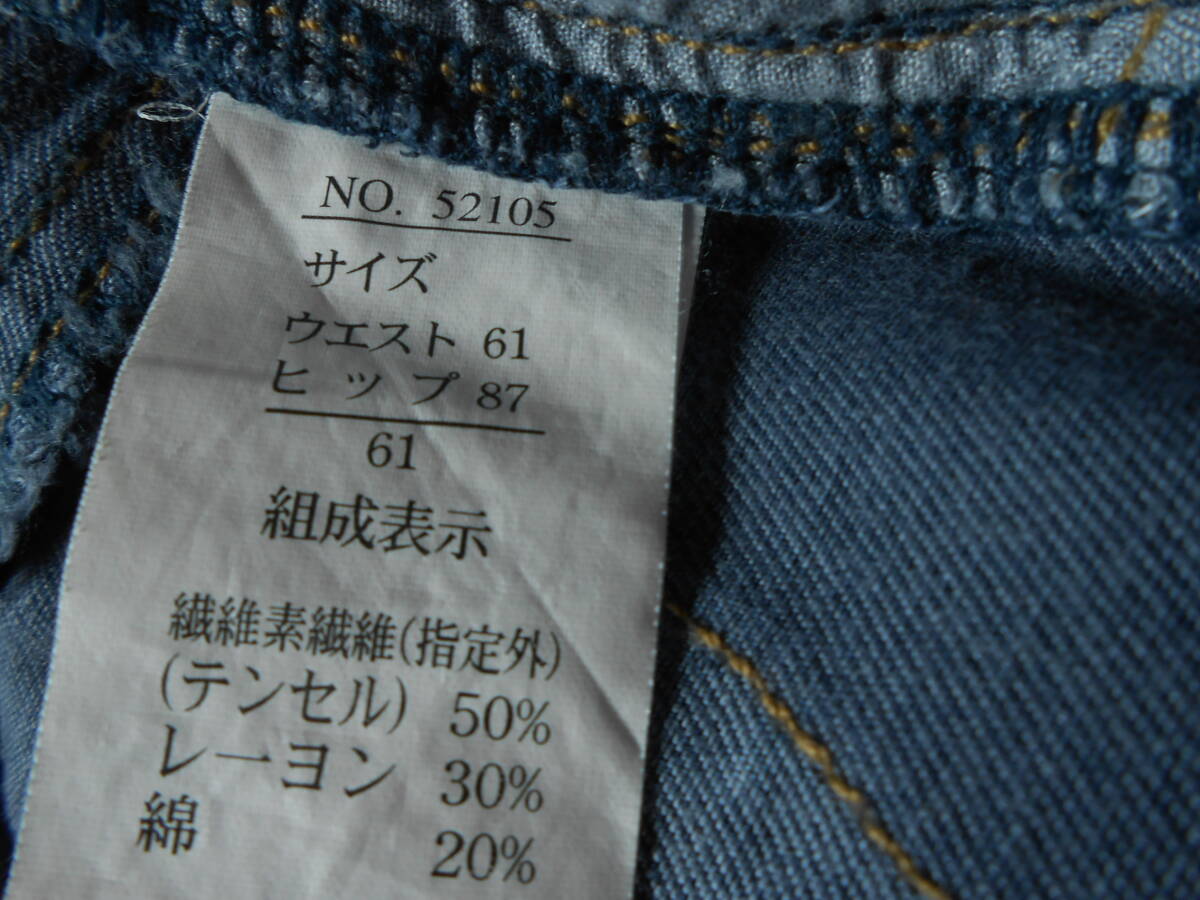 NO. 52105
サイズ
ウエスト 61
ヒップ 87
61
組成表示
繊維素繊維(指定外)
(テンセル) 50%
レーヨン 30%
綿 20%